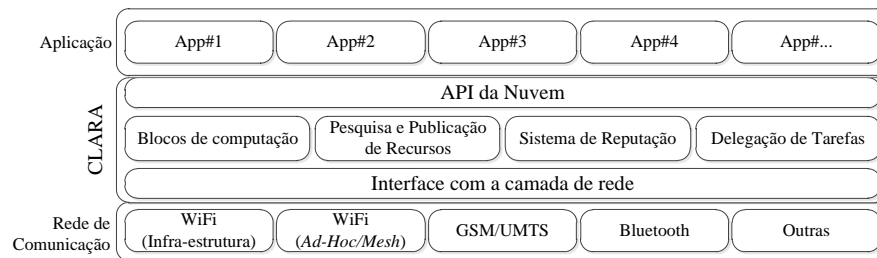 Aplicação
App#1
App#2
App#3
App#4
App#...
CLARA
API da Nuvem
Blocos de computação
Pesquisa e Publicação
de Recursos
Sistema de Reputação
Delegação de Tarefas
Interface com a camada de rede
Rede de
Comunicação
WiFi
(Infra-estrutura)
WiFi
(Ad-Hoc/Mesh)
GSM/UMTS
Bluetooth
Outras